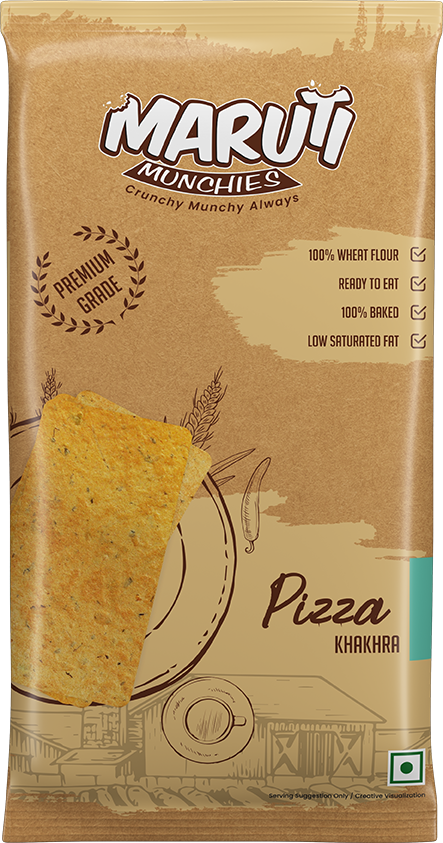 MARUTI
MUNCHIES
Crunchy Munchy Always
PREMIUM
GRADE
100% WHEAT FLOUR
READY TO EAT
100% BAKED
LOW SATURATED FAT
Pizza
KHAKHRA
Serving Suggestion Only / Creative Visualization